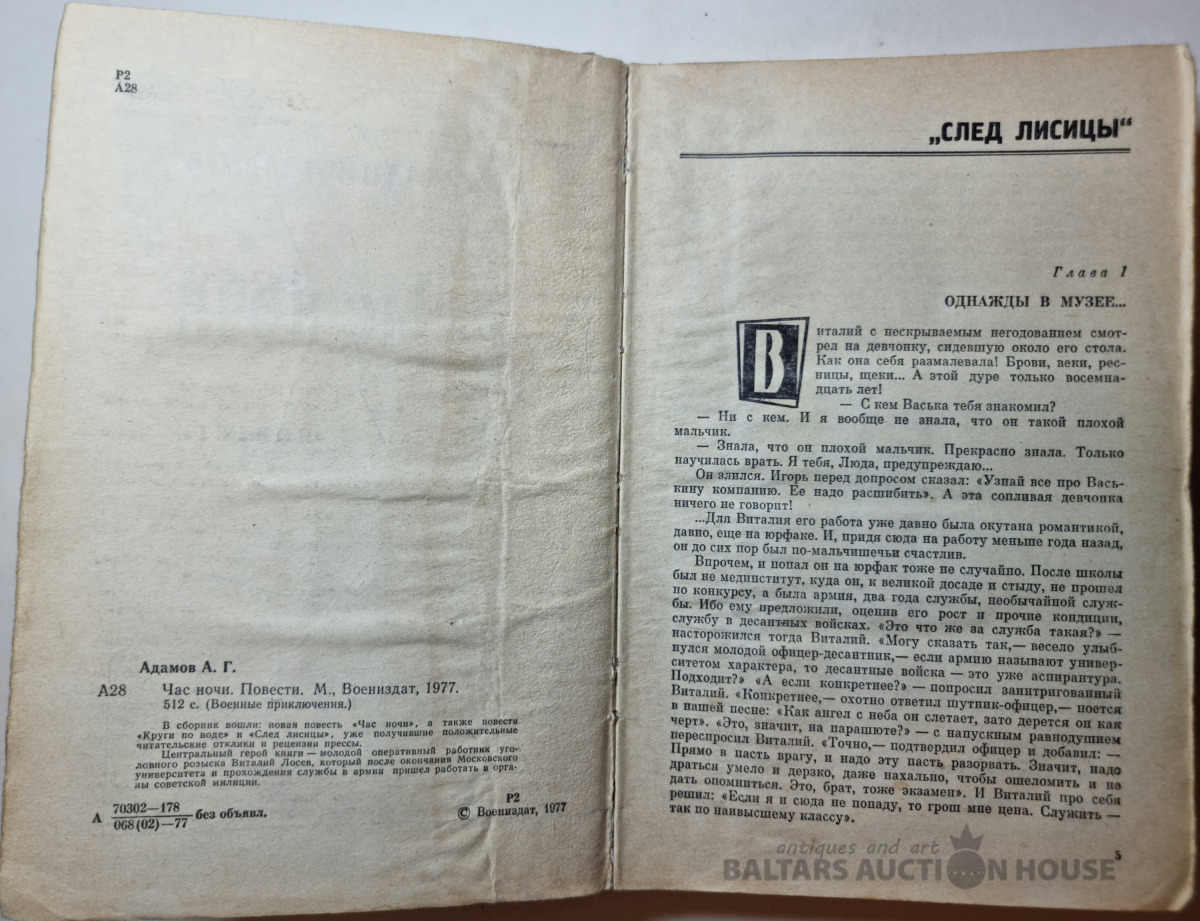 Р2
А28
Адамов А. Г.
А28 Час ночи. Повести. М., Воениздат, 1977.
512 с. (Военные приключения.)
В сборник вошли: новая повесть «Час ночи», а также повести
«Круги по воде» и «След лисицы», уже получившие положительные
читательские отклики и рецензии прессы.
Центральный герой книги — молодой оперативный работник уго-
ловного розыска Виталий Лосев, который после окончания Московского
университета и прохождения службы в армии пришел работать в орга-
ны советской милиции.
А 70302—178
068(02)—77 без объявл.
Р2
© Воениздат, 1977
„СЛЕД ЛИСИЦЫ“
Глава I
ОДНАЖДЫ В МУЗЕЕ...
Виталий с нескрываемым негодованием смот-
рел на девчонку, сидевшую около его стола.
Как она себя размалевала! Брови, веки, рес-
ницы, щеки... А этой дуре только восемна-
дцать лет!
— С кем Васька тебя знакомил?
— Ни с кем. И я вообще не знала, что он такой плохой
мальчик.
— Знала, что он плохой мальчик. Прекрасно знала. Только
научилась врать. Я тебя, Люда, предупреждаю...
Он злился. Игорь перед допросом сказал: «Узнай все про Вась-
кину компанию. Ее надо расшибить». А эта сопливая девчонка
ничего не говорит!
...Для Виталия его работа уже давно была окутана романтикой,
давно, еще на юрфаке. И, придя сюда на работу меньше года назад,
он до сих пор был по-мальчишечьи счастлив.
Впрочем, и попал он на юрфак тоже не случайно. После школы
был не мединститут, куда он, к великой досаде и стыду, не прошел
по конкурсу, а была армия, два года службы, необычайной служ-
бы. Ибо ему предложили, оценив его рост и прочие кондиции,
службу в десантных войсках. «Это что же за служба такая?» —
насторожился тогда Виталий. «Могу сказать так,— весело улыб-
нулся молодой офицер-десантник,— если армию называют универ-
ситетом характера, то десантные войска — это уже аспирантура.
Подходит?» «А если конкретнее?» — попросил заинтригованный
Виталий. «Конкретнее,— охотно ответил шутник-офицер,— поется
в нашей песне: «Как ангел с неба он слетает, зато дерется он как
черт». «Это, значит, на парашюте?» — с напускным равнодушием
переспросил Виталий. «Точно,— подтвердил офицер и добавил: —
Прямо в пасть врагу, и надо эту пасть разорвать. Значит, надо
драться умело и дерзко, даже нахально, чтобы ошеломить и не
дать опомниться. Это, брат, тоже экзамен». И Виталий про себя
решил: «Если я и сюда не попаду, то грош мне цена. Служить —
так по наивысшему классу».
5
antiques and art
BALTARS AUCTION HOUSE